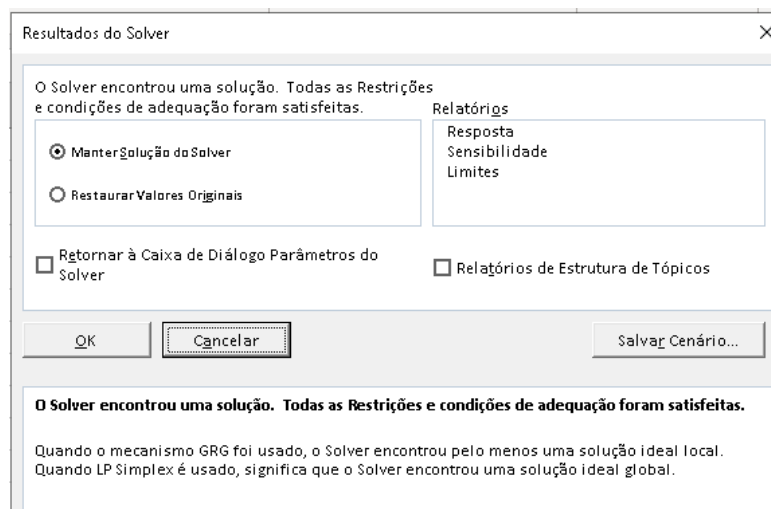 Resultados do Solver
O Solver encontrou uma solução. Todas as Restrições
e condições de adequação foram satisfeitas.
Relatórios
Resposta
Sensibilidade
Limites
Manter Solução do Solver
Restaurar Valores Originais
Retornar à Caixa de Diálogo Parâmetros do
Solver
Relatórios de Estrutura de Tópicos
OK
Cancelar
Salvar Cenário...
O Solver encontrou uma solução. Todas as Restrições e condições de adequação foram satisfeitas.
Quando o mecanismo GRG foi usado, o Solver encontrou pelo menos uma solução ideal local.
Quando LP Simplex é usado, significa que o Solver encontrou uma solução ideal global.